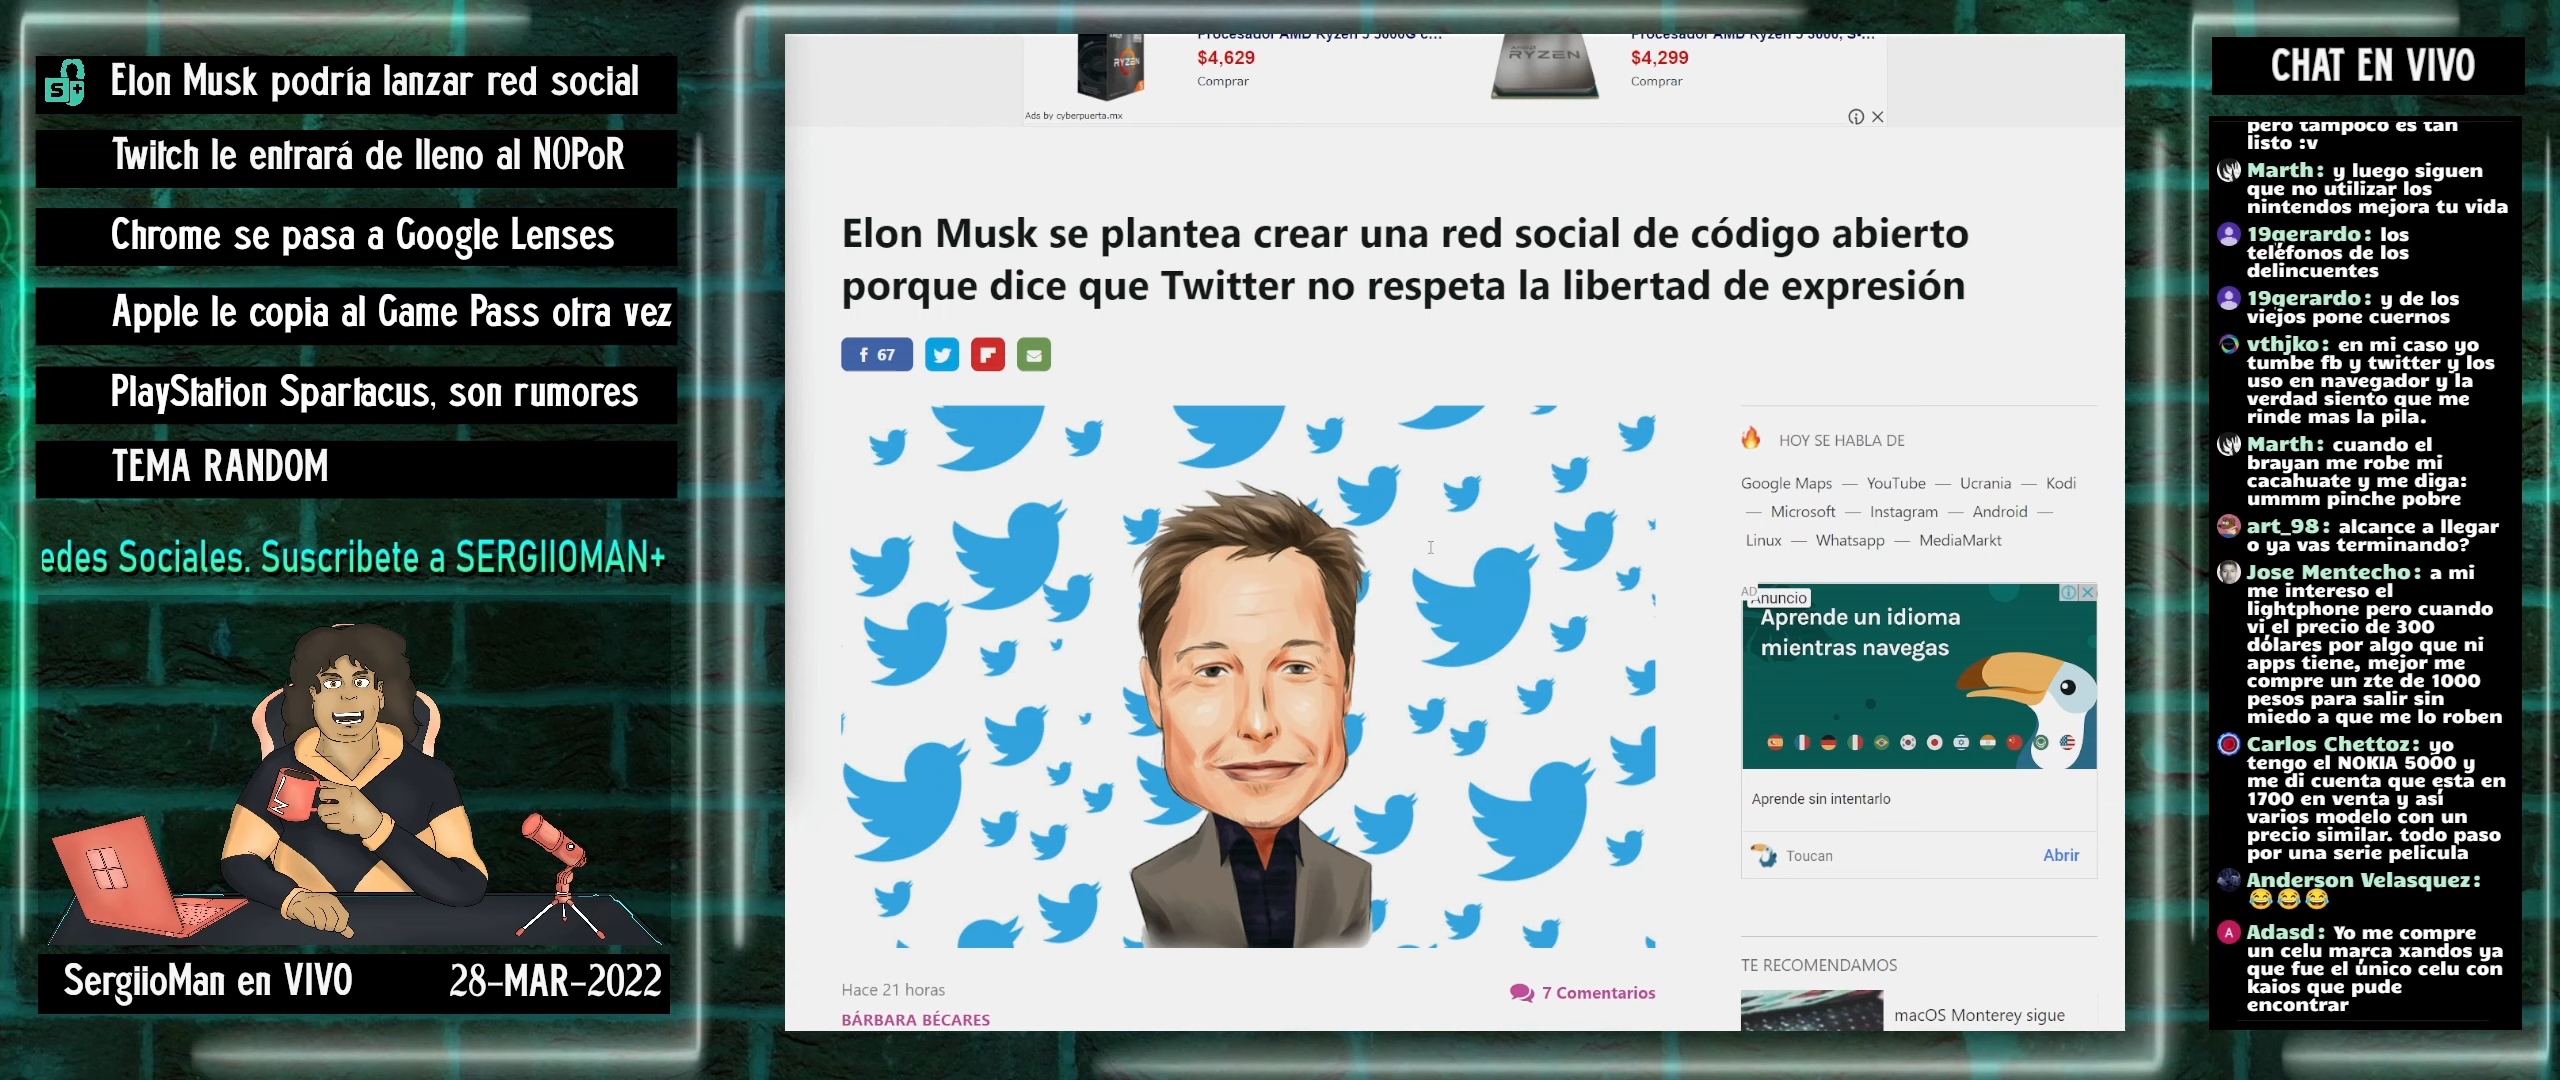 Elon Musk podría lanzar red social
Twitch le entrará de lleno al NOPoR
Chrome se pasa a Google Lenses
Apple le copia al Game Pass otra vez
PlayStation Spartacus, son rumores
TEMA RANDOM
edes Sociales. Suscribete a SERGIIOMAN+
SergiioMan en VIVO
28-MAR-2022
$4,629
Comprar
RYZEN
$4,299
Comprar
RYZEN
Ads by cyberpuerta.mx
Elon Musk se plantea crear una red social de código abierto
porque dice que Twitter no respeta la libertad de expresión
67
Hace 21 horas
BÁRBARA BÉCARES
7 Comentarios
HOY SE HABLA DE
Google Maps — YouTube — Ucrania — Kodi
— Microsoft — Instagram — Android —
Linux — Whatsapp — MediaMarkt
AD
Anuncio
Aprende un idioma
mientras navegas
Aprende sin intentarlo
Toucan
Abrir
TE RECOMENDAMOS
macOS Monterey sigue
CHAT EN VIVO
pero tampoco es tan
listo :v
Marth: y luego siguen
que no utilizar los
nintendos mejora tu vida
19gerardo: los
teléfonos de los
delincuentes
19gerardo: y de los
viejos pone cuernos
vthjko: en mi caso yo
tumbe fb y twitter y los
uso en navegador y la
verdad siento que me
rinde mas la pila.
Marth: cuando el
brayan me robe mi
cacahuate y me diga:
ummm pinche pobre
art_98: alcance a llegar
o ya vas terminando?
Jose Mentecho: a mi
me intereso el
lightphone pero cuando
vi el precio de 300
dólares por algo que ni
apps tiene, mejor me
compre un zte de 1000
pesos para salir sin
miedo a que me lo roben
Carlos Chettoz: yo
tengo el NOKIA 5000 y
me di cuenta que esta en
1700 en venta y así
varios modelo con un
precio similar. todo paso
por una serie película
Anderson Velasquez:
😂😂😂
A
Adasd: Yo me compre
un celu marca xandos ya
que fue el único celu con
kaios que pude
encontrar